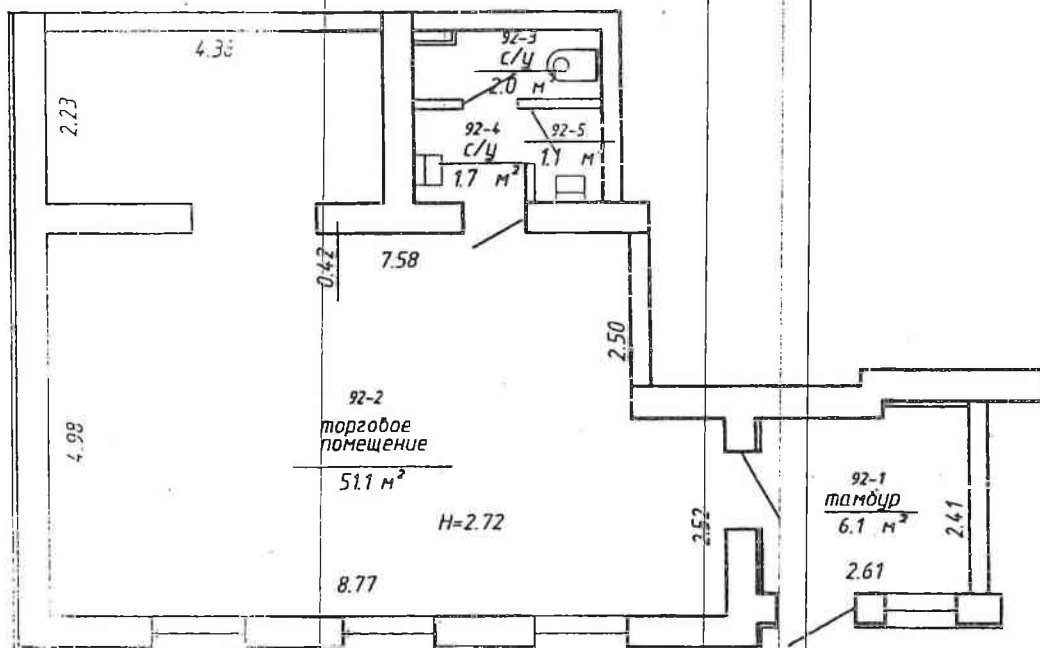 4.38
2.23
92-3
с/у
2.0 м²
92-4
с/у
1.7 м²
92-5
1.1 м²
0.42
7.58
2.50
92-2
торговое
помещение
51.1 м²
4.98
H=2.72
2.52
92-1
тамбур
6.1 м²
2.41
8.77
2.61